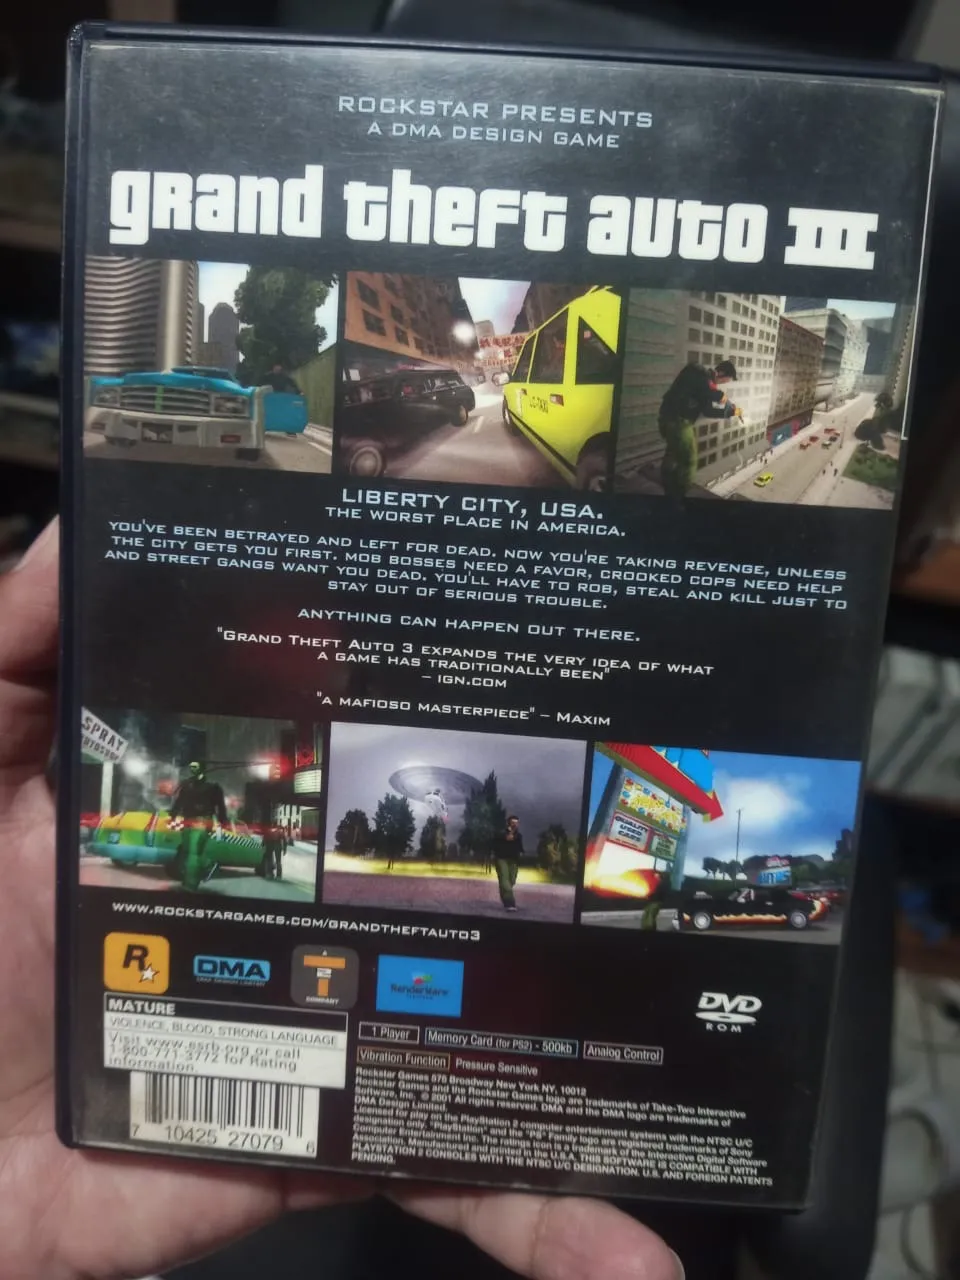 ROCKSTAR PRESENTS
A DMA DESIGN GAME
grand theft auto III
LC-TAXI
LIBERTY CITY, USA.
THE WORST PLACE IN AMERICA.
YOU'VE BEEN BETRAYED AND LEFT FOR DEAD. NOW YOU'RE TAKING REVENGE, UNLESS
THE CITY GETS YOU FIRST. MOB BOSSES NEED A FAVOR, CROOKED COPS NEED HELP
AND STREET GANGS WANT YOU DEAD. YOU'LL HAVE TO ROB, STEAL AND KILL JUST TO
STAY OUT OF SERIOUS TROUBLE.
ANYTHING CAN HAPPEN OUT THERE.
"GRAND THEFT AUTO 3 EXPANDS THE VERY IDEA OF WHAT
A GAME HAS TRADITIONALLY BEEN"
– IGN.COM
"A MAFIOSO MASTERPIECE" – MAXIM
SPRAY
QUALITY
USED
CARS
AUTOS
WWW.ROCKSTARGAMES.COM/GRANDTHEFTAUTO3
R
DMA
DMA DESIGN LIMITED
T2
COMPANY
RenderWare
DVD
ROM
MATURE
VIOLENCE, BLOOD, STRONG LANGUAGE
Visit www.esrb.org or call
1-800-771-3772 for Rating
Information.
7 10425 27079 6
1 Player
Memory Card (for PS2) - 500kb
Analog Control
Vibration Function
Pressure Sensitive
Rockstar Games 575 Broadway New York NY, 10012
Rockstar Games and the Rockstar Games logo are trademarks of Take-Two Interactive
Software, Inc. © 2001 All rights reserved. DMA and the DMA logo are trademarks of
DMA Design Limited.
Licensed for play on the PlayStation 2 computer entertainment systems with the NTSC U/C
designation only. "PlayStation" and the "PS" Family logo are registered trademarks of Sony
Computer Entertainment Inc. The ratings icon is a trademark of the Interactive Digital Software
Association. Manufactured and printed in the U.S.A. THIS SOFTWARE IS COMPATIBLE WITH
PLAYSTATION 2 CONSOLES WITH THE NTSC U/C DESIGNATION. U.S. AND FOREIGN PATENTS
PENDING.